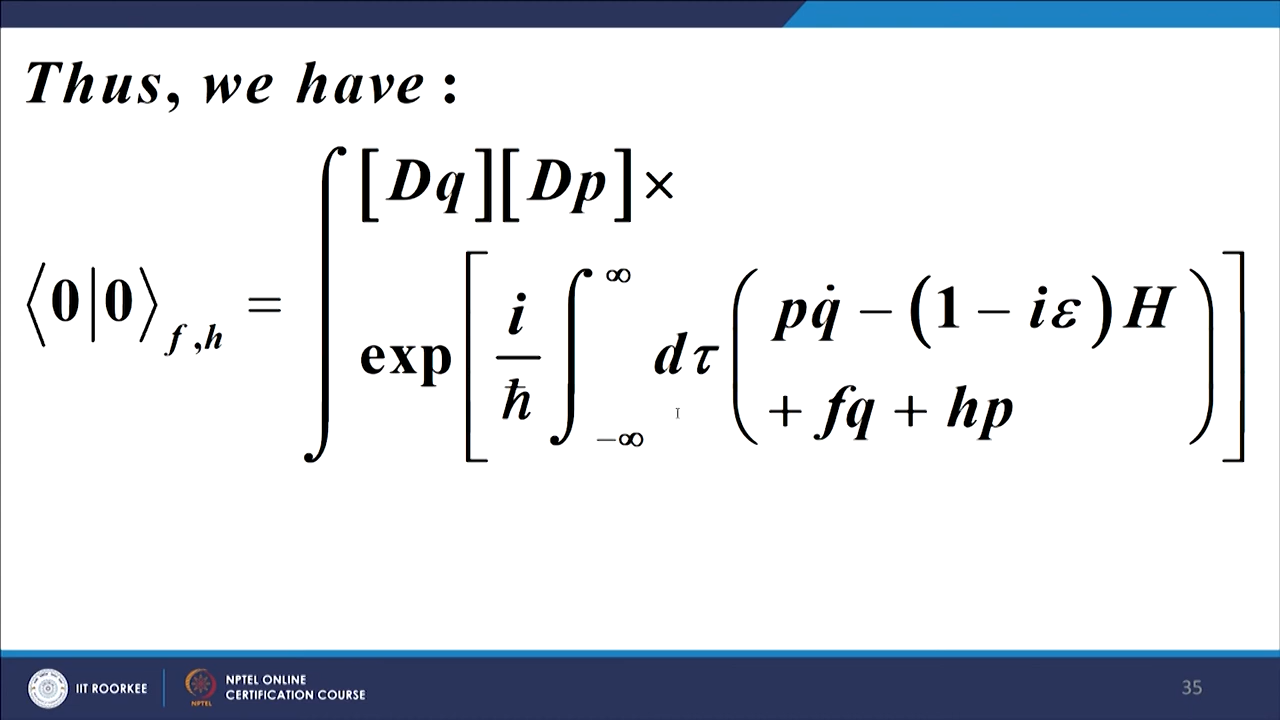 Thus, we have :
⟨0|0⟩_{f,h} = ∫ [Dq][Dp] ×
exp [ i/ħ ∫_{−∞}^{∞} dτ ( pq̇ − (1 − iε) H
+ fq + hp ) ]
IIT ROORKEE
NPTEL
NPTEL ONLINE
CERTIFICATION COURSE
35